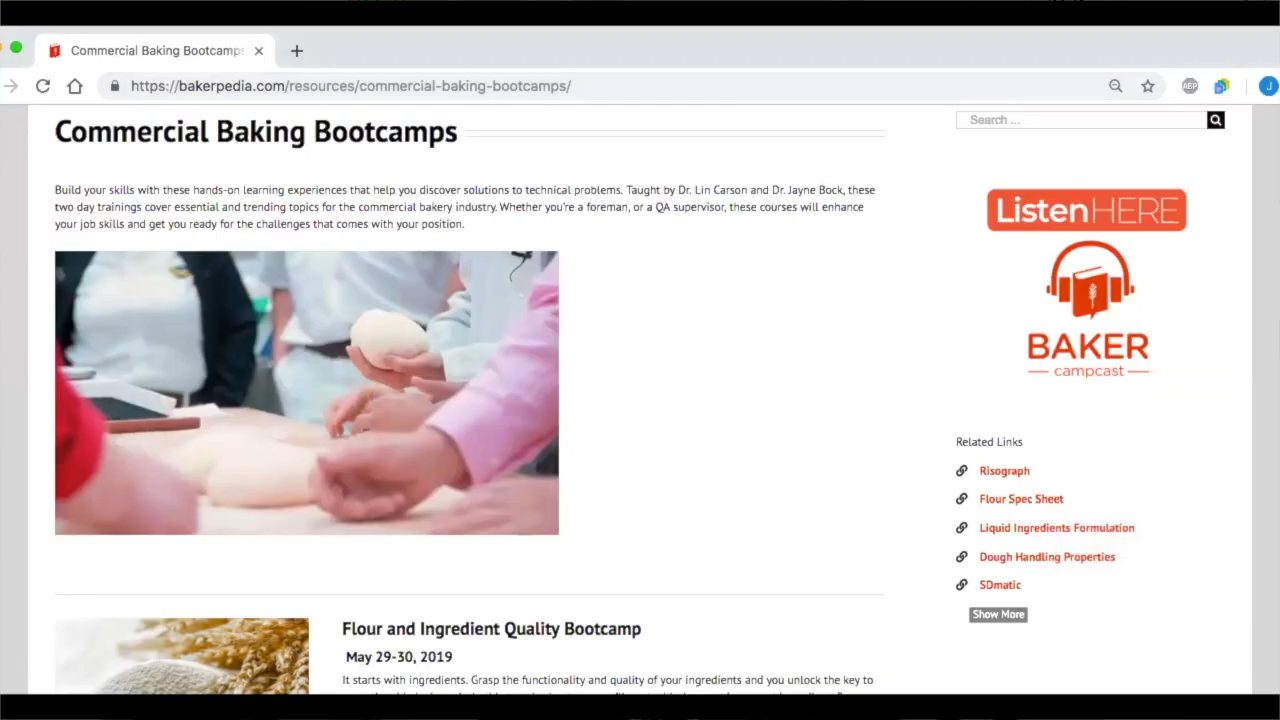 Commercial Baking Bootcamps
https://bakerpedia.com/resources/commercial-baking-bootcamps/
ABP
J
Commercial Baking Bootcamps
Search ...
Build your skills with these hands-on learning experiences that help you discover solutions to technical problems. Taught by Dr. Lin Carson and Dr. Jayne Bock, these
two day trainings cover essential and trending topics for the commercial bakery industry. Whether you're a foreman, or a QA supervisor, these courses will enhance
your job skills and get you ready for the challenges that comes with your position.
ListenHERE
BAKER
campcast
Related Links
Risograph
Flour Spec Sheet
Liquid Ingredients Formulation
Dough Handling Properties
SDmatic
Show More
Flour and Ingredient Quality Bootcamp
May 29-30, 2019
It starts with ingredients. Grasp the functionality and quality of your ingredients and you unlock the key to